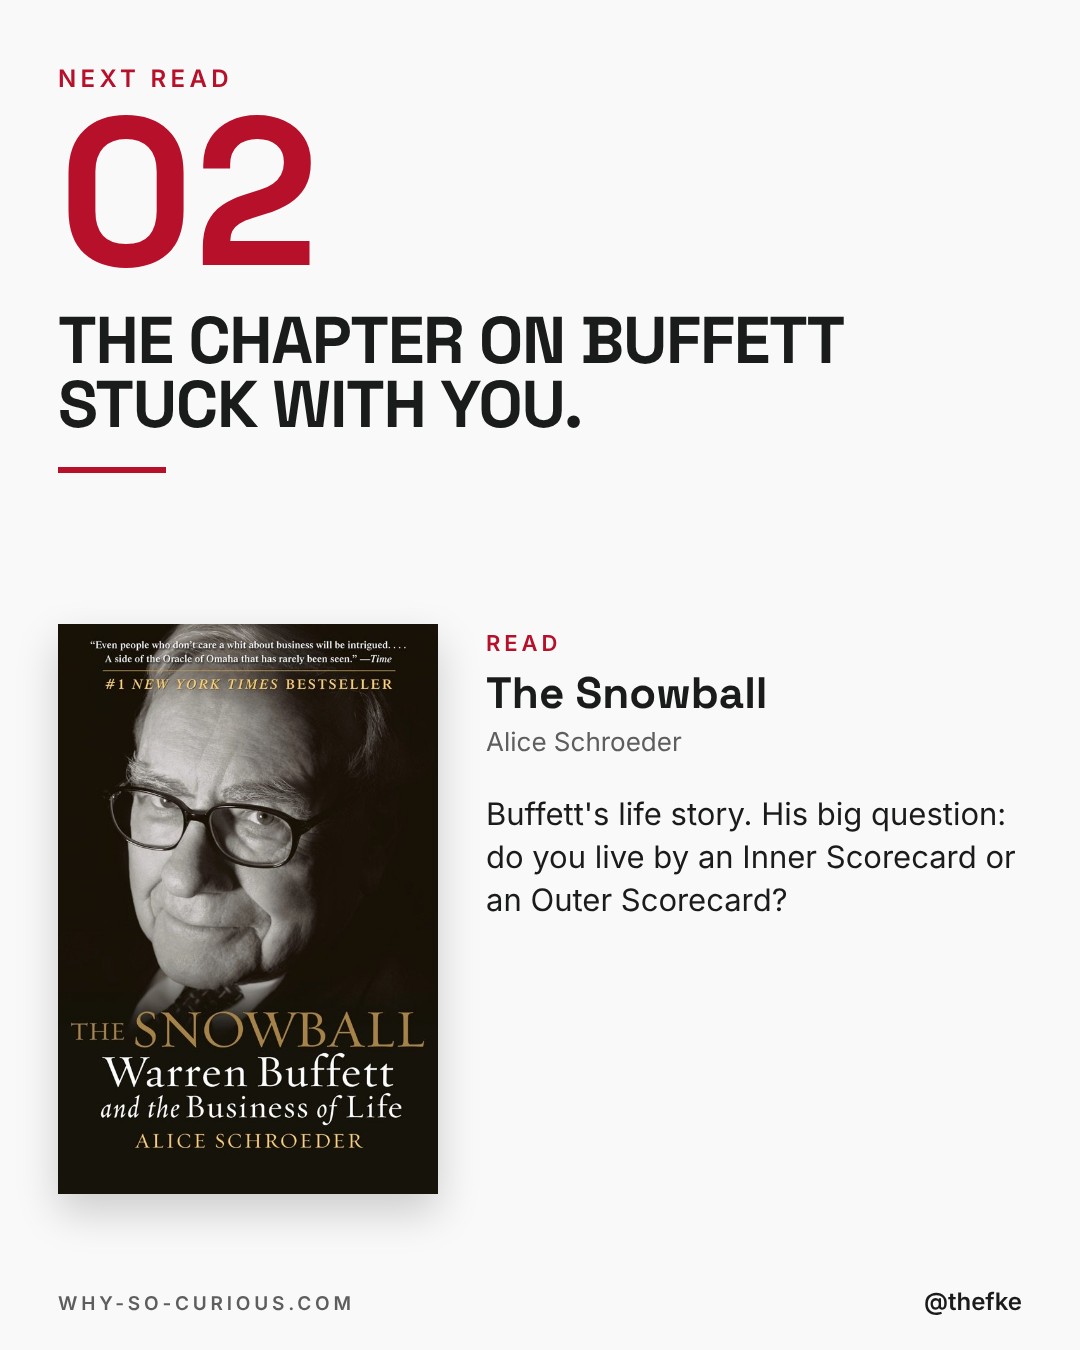 NEXT READ
02
THE CHAPTER ON BUFFETT
STUCK WITH YOU.
“Even people who don’t care a whit about business will be intrigued. . . .
A side of the Oracle of Omaha that has rarely been seen.” —Time
#1 NEW YORK TIMES BESTSELLER
THE SNOWBALL
Warren Buffett
and the Business of Life
ALICE SCHROEDER
READ
The Snowball
Alice Schroeder
Buffett's life story. His big question:
do you live by an Inner Scorecard or
an Outer Scorecard?
WHY-SO-CURIOUS.COM
@thefke